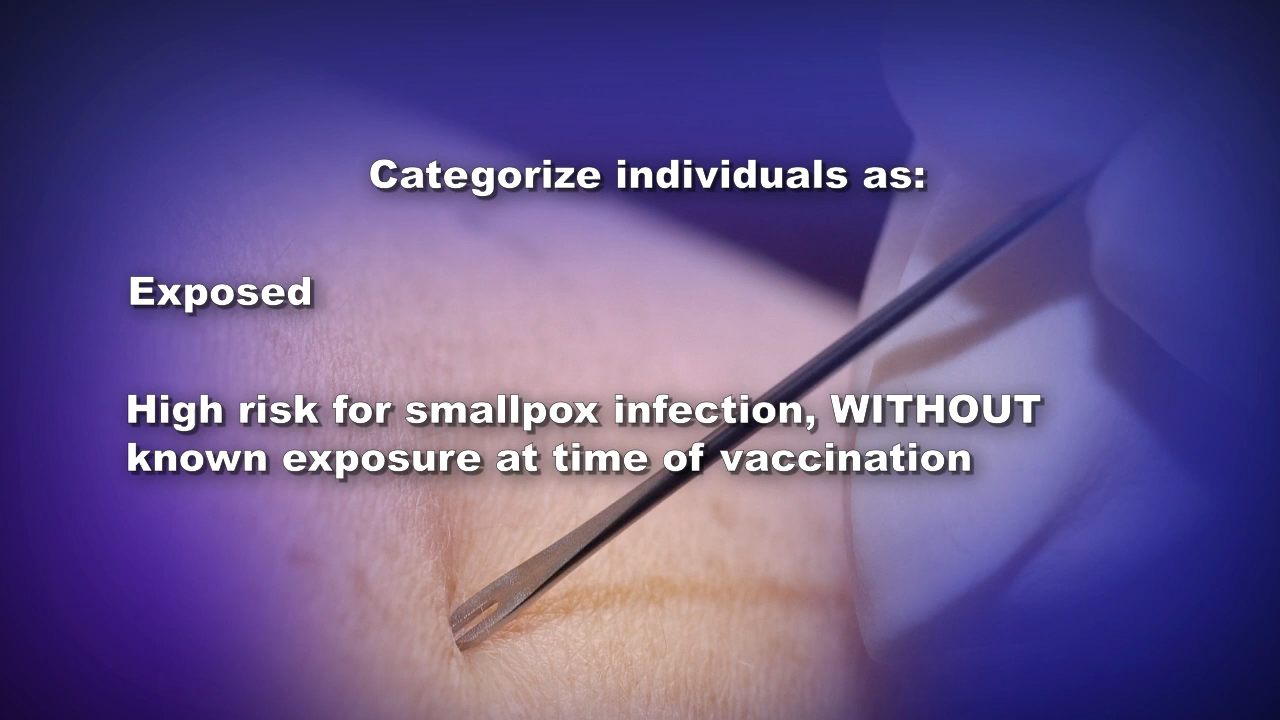 Categorize individuals as:
Exposed
High risk for smallpox infection, WITHOUT
known exposure at time of vaccination